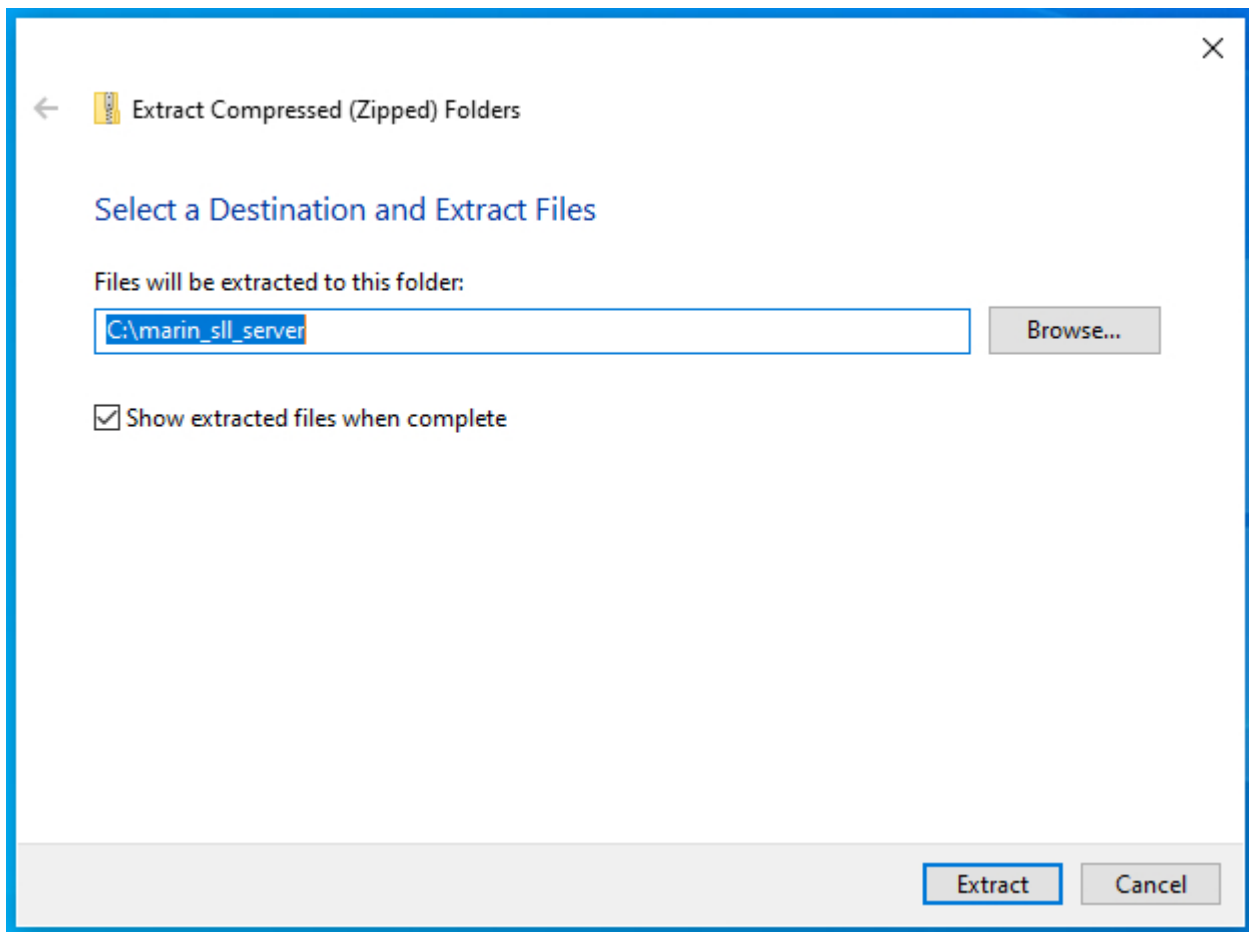 Extract Compressed (Zipped) Folders
Select a Destination and Extract Files
Files will be extracted to this folder:
C:\marin_sll_server
Browse...
Show extracted files when complete
Extract
Cancel